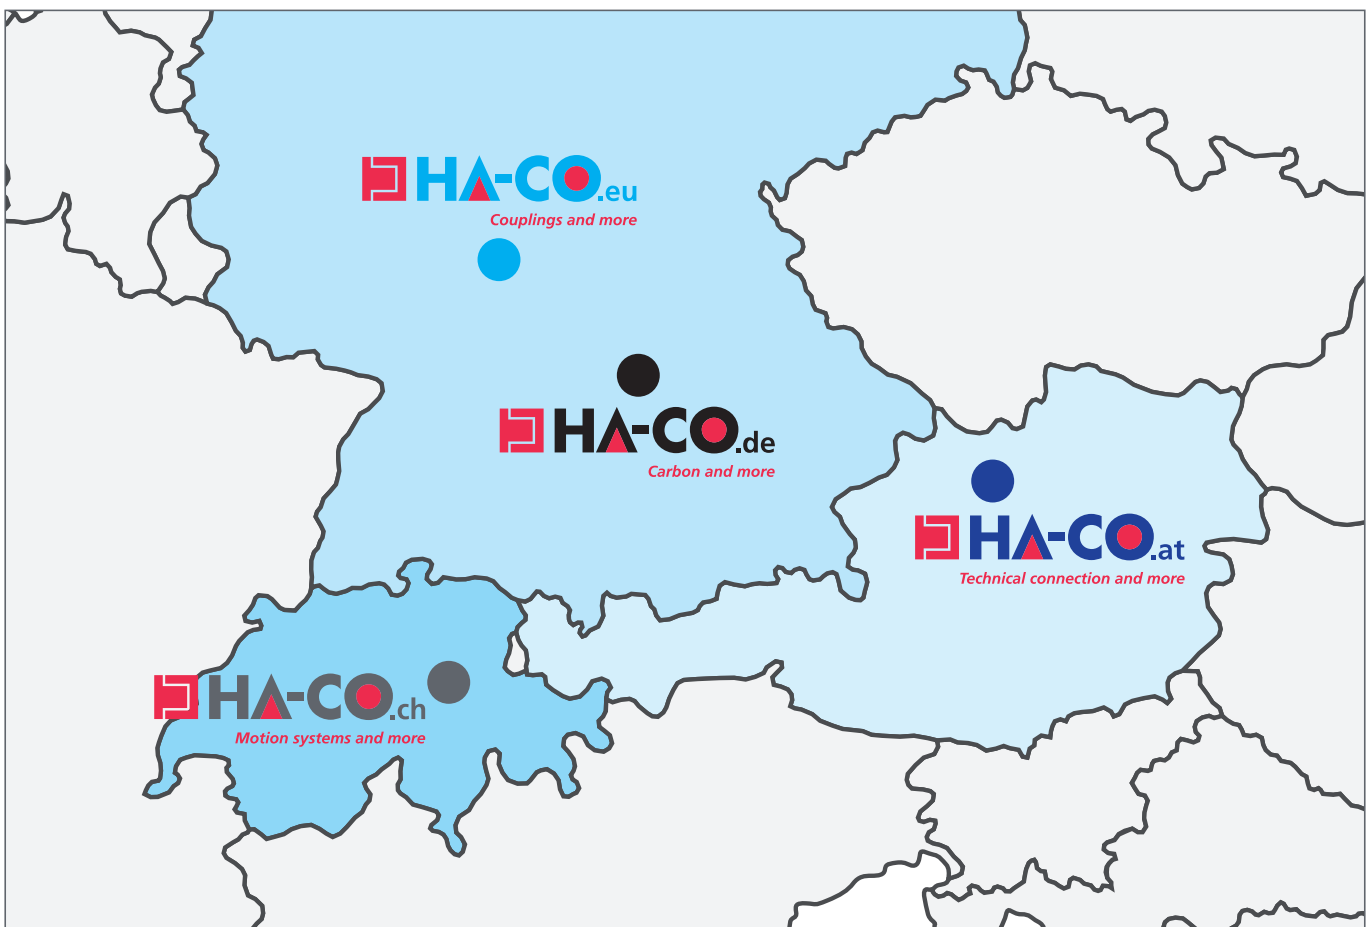 HA-CO.eu
Couplings and more
HA-CO.de
Carbon and more
HA-CO.at
Technical connection and more
HA-CO.ch
Motion systems and more